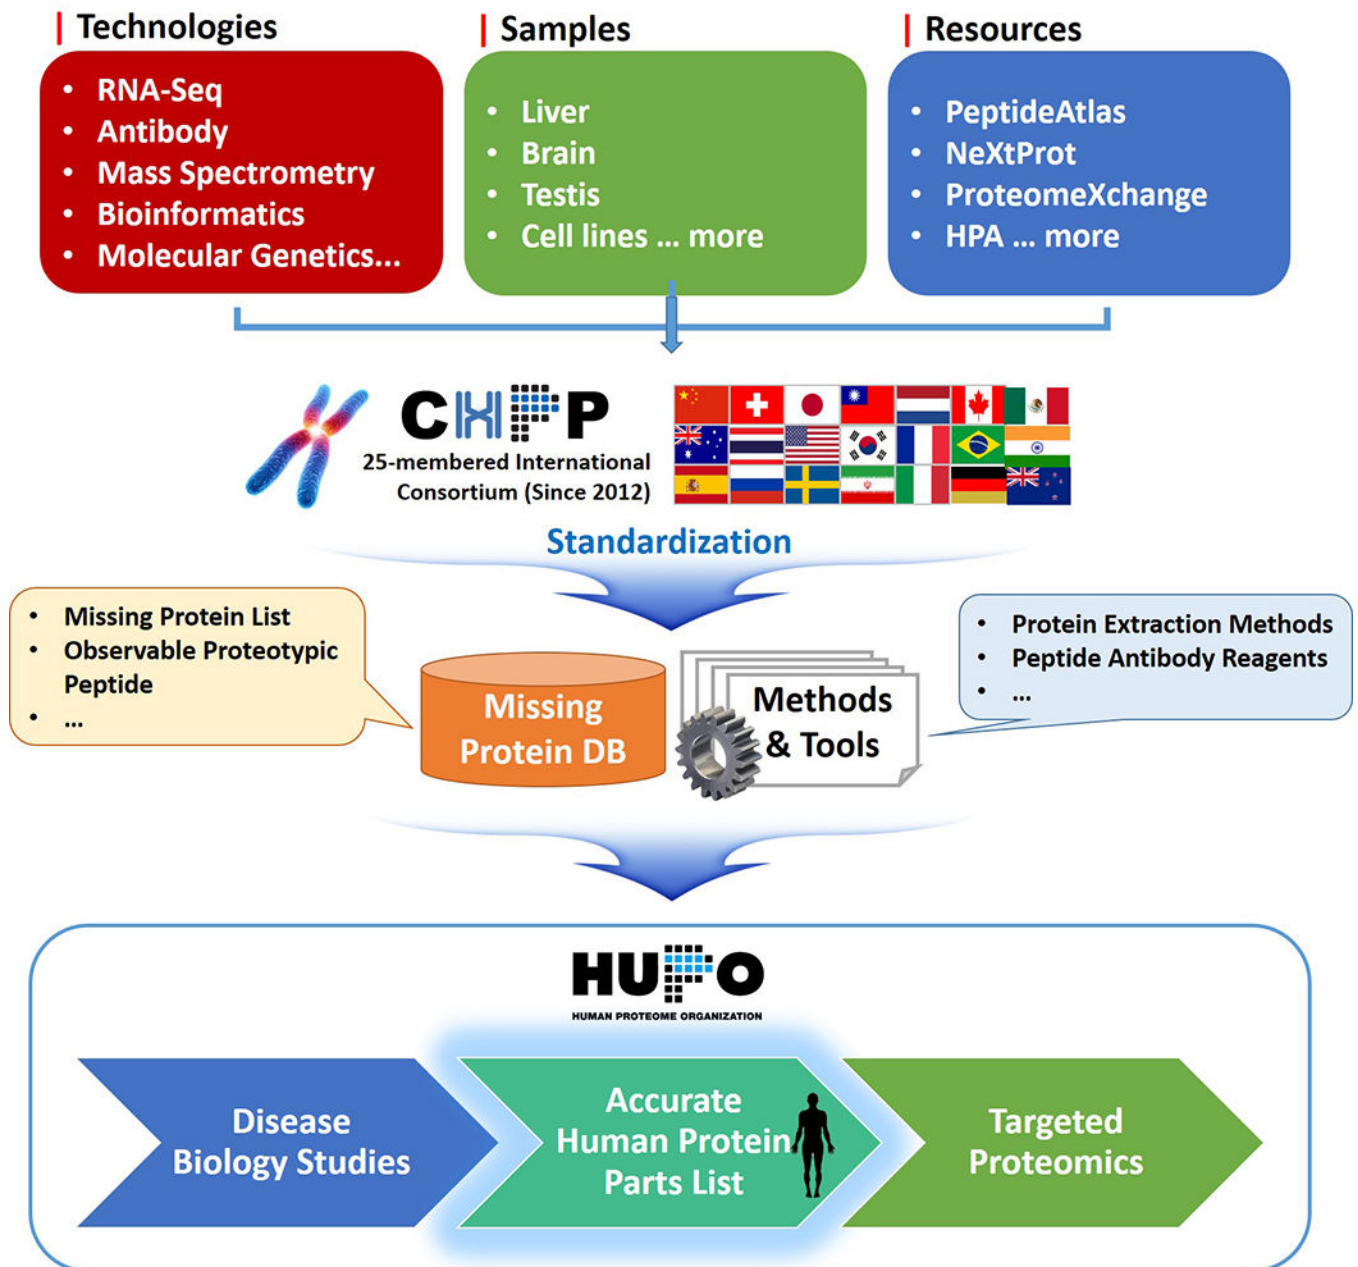 | Technologies
• RNA-Seq
• Antibody
• Mass Spectrometry
• Bioinformatics
• Molecular Genetics...
| Samples
• Liver
• Brain
• Testis
• Cell lines ... more
| Resources
• PeptideAtlas
• NeXtProt
• ProteomeXchange
• HPA ... more
CHPP
25-membered International
Consortium (Since 2012)
Standardization
• Missing Protein List
• Observable Proteotypic
Peptide
• ...
Missing
Protein DB
Methods
& Tools
• Protein Extraction Methods
• Peptide Antibody Reagents
• ...
HUPO
HUMAN PROTEOME ORGANIZATION
Disease
Biology Studies
Accurate
Human Protein
Parts List
Targeted
Proteomics